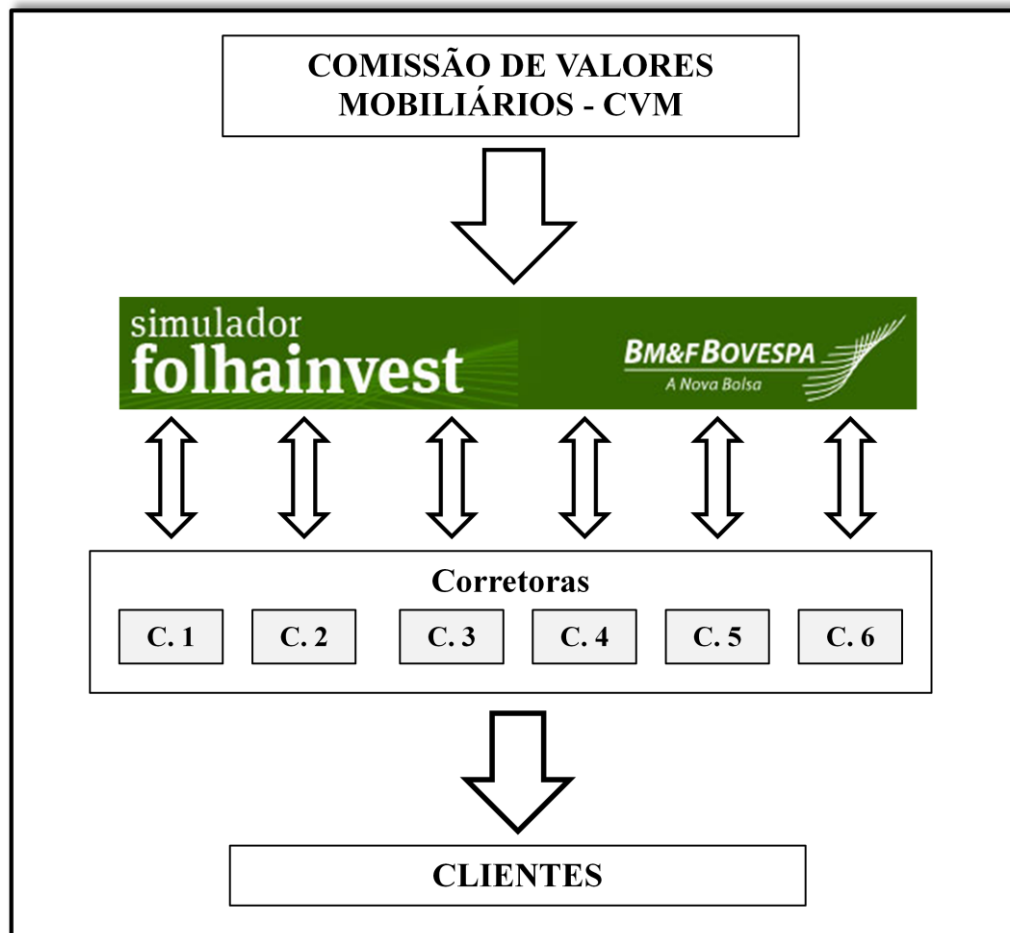 COMISSÃO DE VALORES
MOBILIÁRIOS - CVM
simulador
folhainvest
BM&FBOVESPA
A Nova Bolsa
Corretoras
C. 1 C. 2 C. 3 C. 4 C. 5 C. 6
CLIENTES